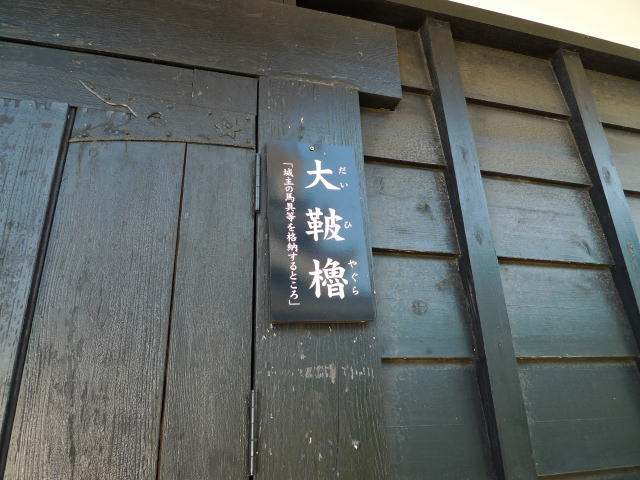 大鞁櫓
だいひやぐら
「城主の馬具等を格納するところ」